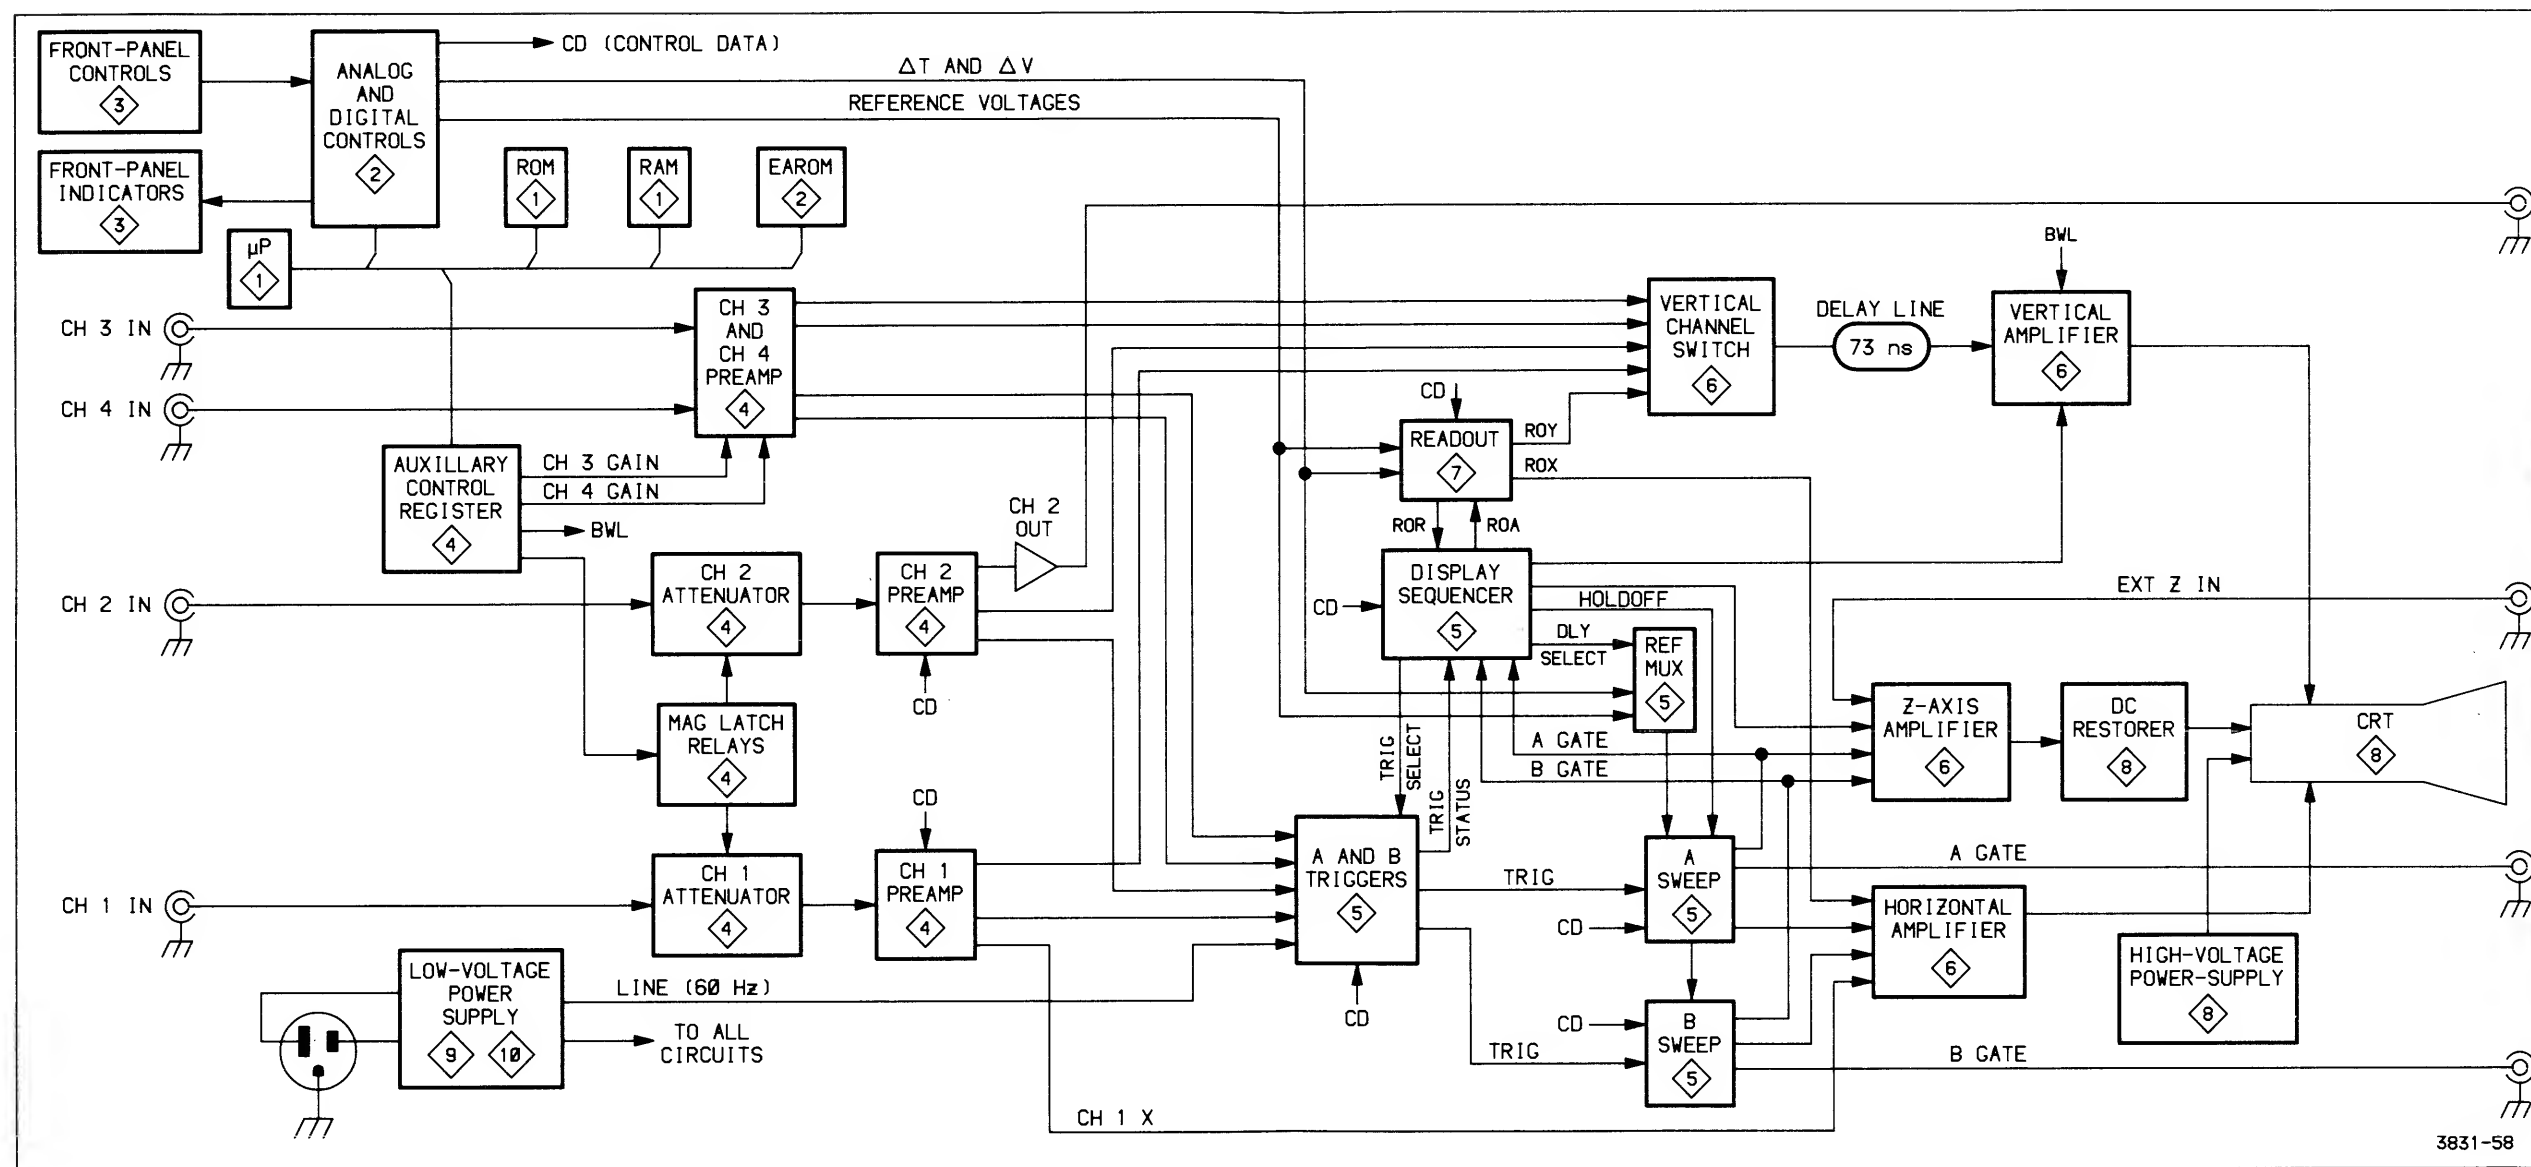 FRONT-PANEL
CONTROLS
3
ANALOG
AND
DIGITAL
CONTROLS
2
CD (CONTROL DATA)
ΔT AND ΔV
REFERENCE VOLTAGES
FRONT-PANEL
INDICATORS
3
ROM
1
RAM
1
EAROM
2
µP
1
CH 3 IN
CH 4 IN
CH 3
AND
CH 4
PREAMP
4
VERTICAL
CHANNEL
SWITCH
6
DELAY LINE
73 ns
BWL
VERTICAL
AMPLIFIER
6
AUXILLARY
CONTROL
REGISTER
4
CH 3 GAIN
CH 4 GAIN
BWL
CD
READOUT
7
ROY
ROX
ROR
ROA
CH 2
OUT
CH 2 IN
CH 2
ATTENUATOR
4
CH 2
PREAMP
4
CD
CD
DISPLAY
SEQUENCER
5
HOLDOFF
DLY
SELECT
REF
MUX
5
EXT Z IN
MAG LATCH
RELAYS
4
TRIG
SELECT
TRIG
STATUS
A GATE
B GATE
Z-AXIS
AMPLIFIER
6
DC
RESTORER
8
CRT
8
CD
CH 1 IN
CH 1
ATTENUATOR
4
CH 1
PREAMP
4
A AND B
TRIGGERS
5
CD
TRIG
TRIG
A
SWEEP
5
CD
A GATE
HORIZONTAL
AMPLIFIER
6
HIGH-VOLTAGE
POWER-SUPPLY
8
LOW-VOLTAGE
POWER
SUPPLY
9 10
LINE (60 Hz)
TO ALL
CIRCUITS
CD
B
SWEEP
5
B GATE
CH 1 X
3831-58